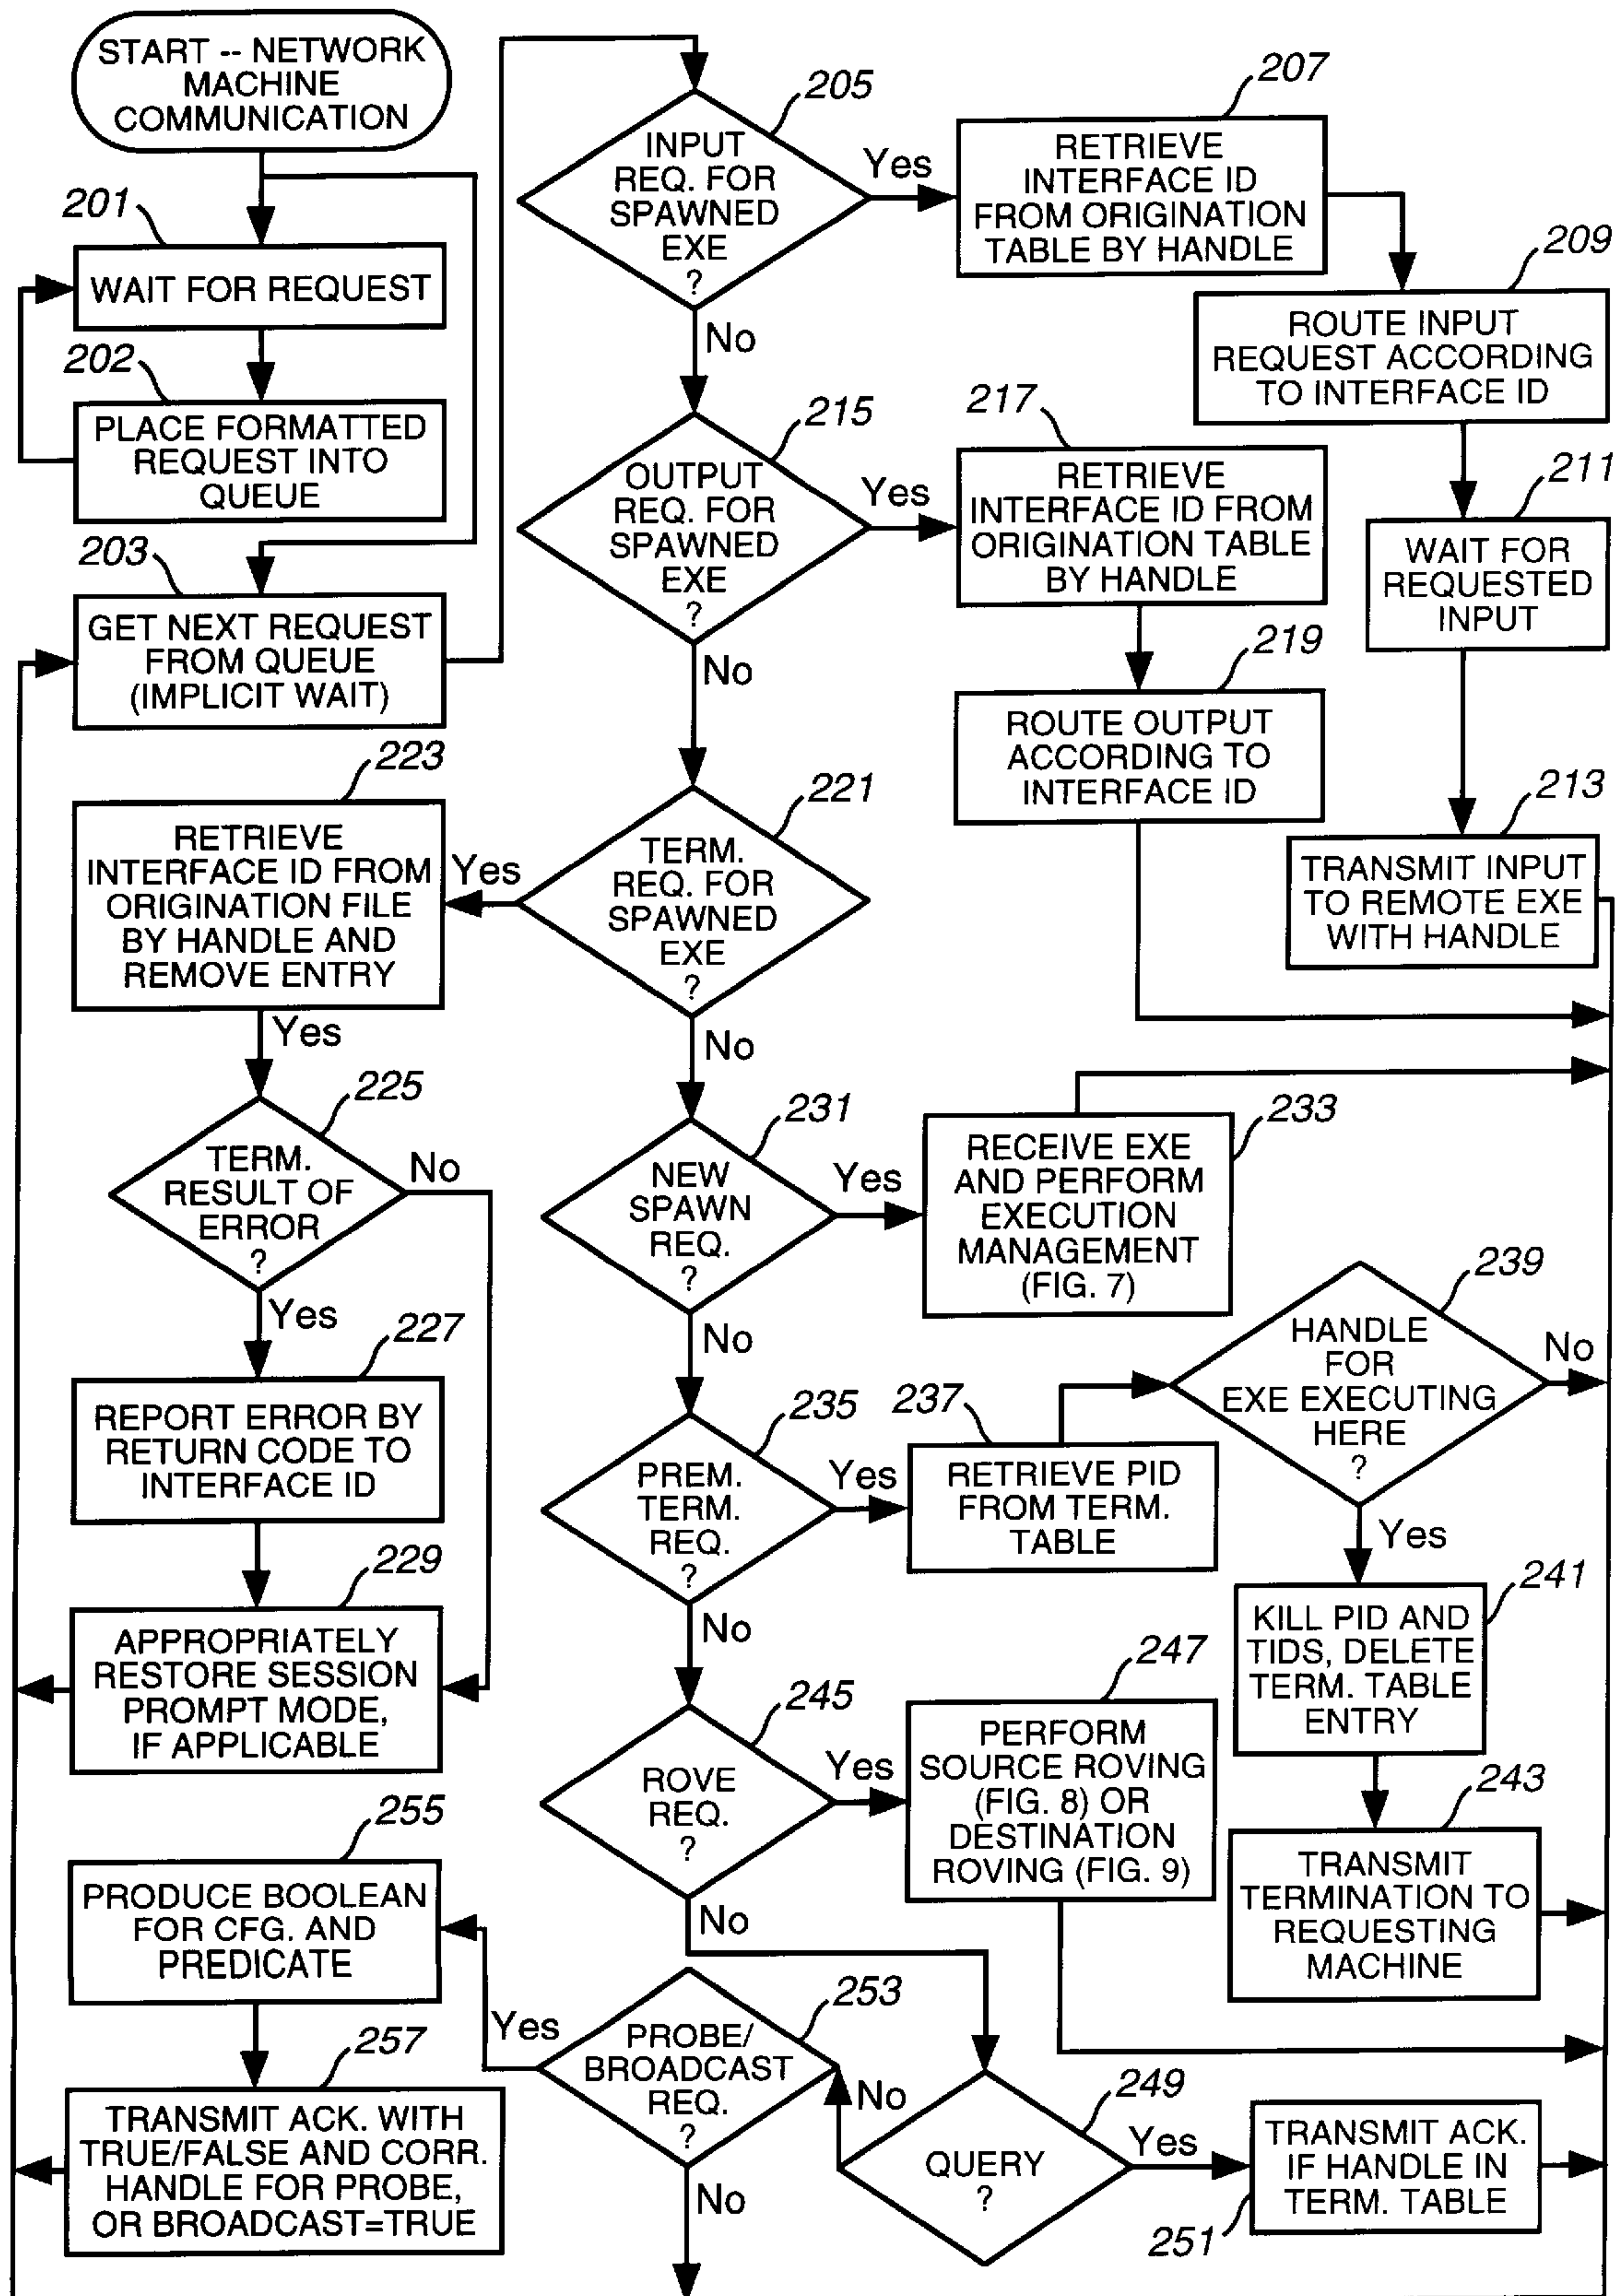 START -- NETWORK
MACHINE
COMMUNICATION
201
WAIT FOR REQUEST
202
PLACE FORMATTED
REQUEST INTO
QUEUE
203
GET NEXT REQUEST
FROM QUEUE
(IMPLICIT WAIT)
205
INPUT
REQ. FOR
SPAWNED
EXE
?
Yes
No
207
RETRIEVE
INTERFACE ID
FROM ORIGINATION
TABLE BY HANDLE
209
ROUTE INPUT
REQUEST ACCORDING
TO INTERFACE ID
211
WAIT FOR
REQUESTED
INPUT
213
TRANSMIT INPUT
TO REMOTE EXE
WITH HANDLE
215
OUTPUT
REQ. FOR
SPAWNED
EXE
?
Yes
No
217
RETRIEVE
INTERFACE ID FROM
ORIGINATION TABLE
BY HANDLE
219
ROUTE OUTPUT
ACCORDING TO
INTERFACE ID
221
TERM.
REQ. FOR
SPAWNED
EXE
?
Yes
No
223
RETRIEVE
INTERFACE ID FROM
ORIGINATION FILE
BY HANDLE AND
REMOVE ENTRY
Yes
225
TERM.
RESULT OF
ERROR
?
No
Yes
227
REPORT ERROR BY
RETURN CODE TO
INTERFACE ID
229
APPROPRIATELY
RESTORE SESSION
PROMPT MODE,
IF APPLICABLE
231
NEW
SPAWN
REQ.
?
Yes
No
233
RECEIVE EXE
AND PERFORM
EXECUTION
MANAGEMENT
(FIG. 7)
235
PREM.
TERM.
REQ.
?
Yes
No
237
RETRIEVE PID
FROM TERM.
TABLE
239
HANDLE
FOR
EXE EXECUTING
HERE
?
No
Yes
241
KILL PID AND
TIDS, DELETE
TERM. TABLE
ENTRY
243
TRANSMIT
TERMINATION TO
REQUESTING
MACHINE
245
ROVE
REQ.
?
Yes
No
247
PERFORM
SOURCE ROVING
(FIG. 8) OR
DESTINATION
ROVING (FIG. 9)
249
QUERY
?
Yes
No
251
TRANSMIT ACK.
IF HANDLE IN
TERM. TABLE
253
PROBE/
BROADCAST
REQ.
?
Yes
No
255
PRODUCE BOOLEAN
FOR CFG. AND
PREDICATE
257
TRANSMIT ACK. WITH
TRUE/FALSE AND CORR.
HANDLE FOR PROBE,
OR BROADCAST=TRUE